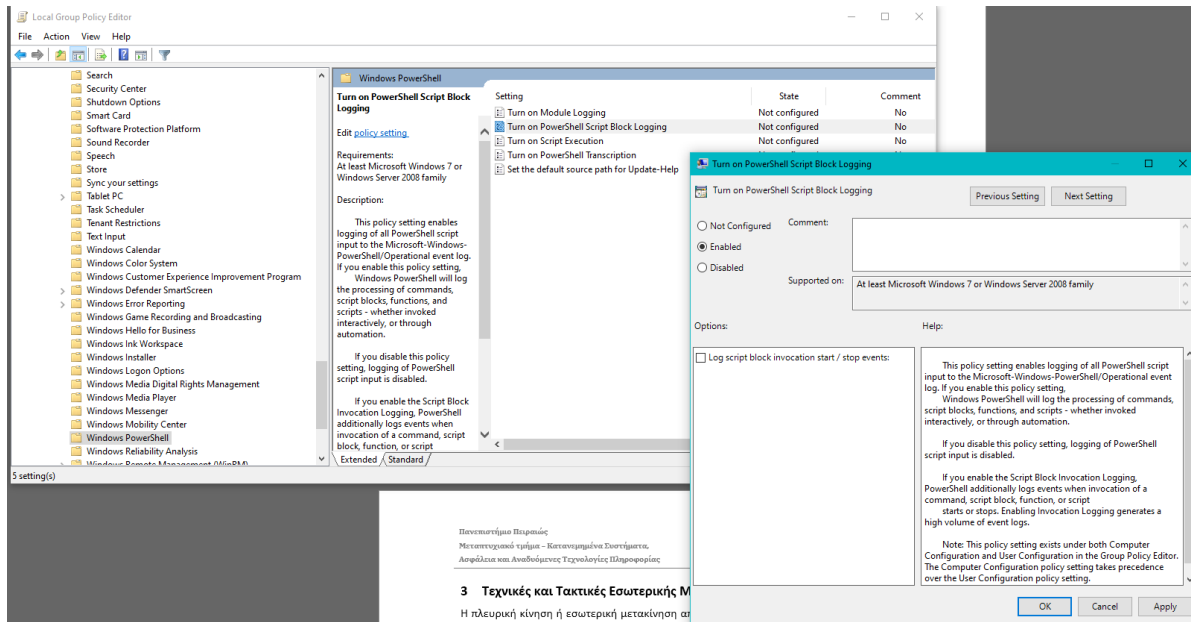 Local Group Policy Editor
File Action View Help
Search
Security Center
Shutdown Options
Smart Card
Software Protection Platform
Sound Recorder
Speech
Store
Sync your settings
Tablet PC
Task Scheduler
Tenant Restrictions
Text Input
Windows Calendar
Windows Color System
Windows Customer Experience Improvement Program
Windows Defender SmartScreen
Windows Error Reporting
Windows Game Recording and Broadcasting
Windows Hello for Business
Windows Ink Workspace
Windows Installer
Windows Logon Options
Windows Media Digital Rights Management
Windows Media Player
Windows Messenger
Windows Mobility Center
Windows PowerShell
Windows Reliability Analysis
Windows Remote Management (WinRM)
5 setting(s)
Windows PowerShell
Turn on PowerShell Script Block
Logging
Edit policy setting
Requirements:
At least Microsoft Windows 7 or
Windows Server 2008 family
Description:
This policy setting enables
logging of all PowerShell script
input to the Microsoft-Windows-
PowerShell/Operational event log.
If you enable this policy setting,
Windows PowerShell will log
the processing of commands,
script blocks, functions, and
scripts - whether invoked
interactively, or through
automation.
If you disable this policy
setting, logging of PowerShell
script input is disabled.
If you enable the Script Block
Invocation Logging, PowerShell
additionally logs events when
invocation of a command, script
block, function, or script
Extended Standard
Setting State Comment
Turn on Module Logging Not configured No
Turn on PowerShell Script Block Logging Not configured No
Turn on Script Execution Not configured No
Turn on PowerShell Transcription
Set the default source path for Update-Help
Turn on PowerShell Script Block Logging
Turn on PowerShell Script Block Logging
Previous Setting Next Setting
Not Configured Comment:
Enabled
Disabled
Supported on: At least Microsoft Windows 7 or Windows Server 2008 family
Options: Help:
Log script block invocation start / stop events:
This policy setting enables logging of all PowerShell script
input to the Microsoft-Windows-PowerShell/Operational event
log. If you enable this policy setting,
Windows PowerShell will log the processing of commands,
script blocks, functions, and scripts - whether invoked
interactively, or through automation.
If you disable this policy setting, logging of PowerShell
script input is disabled.
If you enable the Script Block Invocation Logging,
PowerShell additionally logs events when invocation of a
command, script block, function, or script
starts or stops. Enabling Invocation Logging generates a
high volume of event logs.
Note: This policy setting exists under both Computer
Configuration and User Configuration in the Group Policy Editor.
The Computer Configuration policy setting takes precedence
over the User Configuration policy setting.
OK Cancel Apply
Πανεπιστήμιο Πειραιώς
Μεταπτυχιακό τμήμα – Κατανεμημένα Συστήματα,
Ασφάλεια και Αναδυόμενες Τεχνολογίες Πληροφορίας
3 Τεχνικές και Τακτικές Εσωτερικής Μ
Η πλευρική κίνηση ή εσωτερική μετακίνηση απ